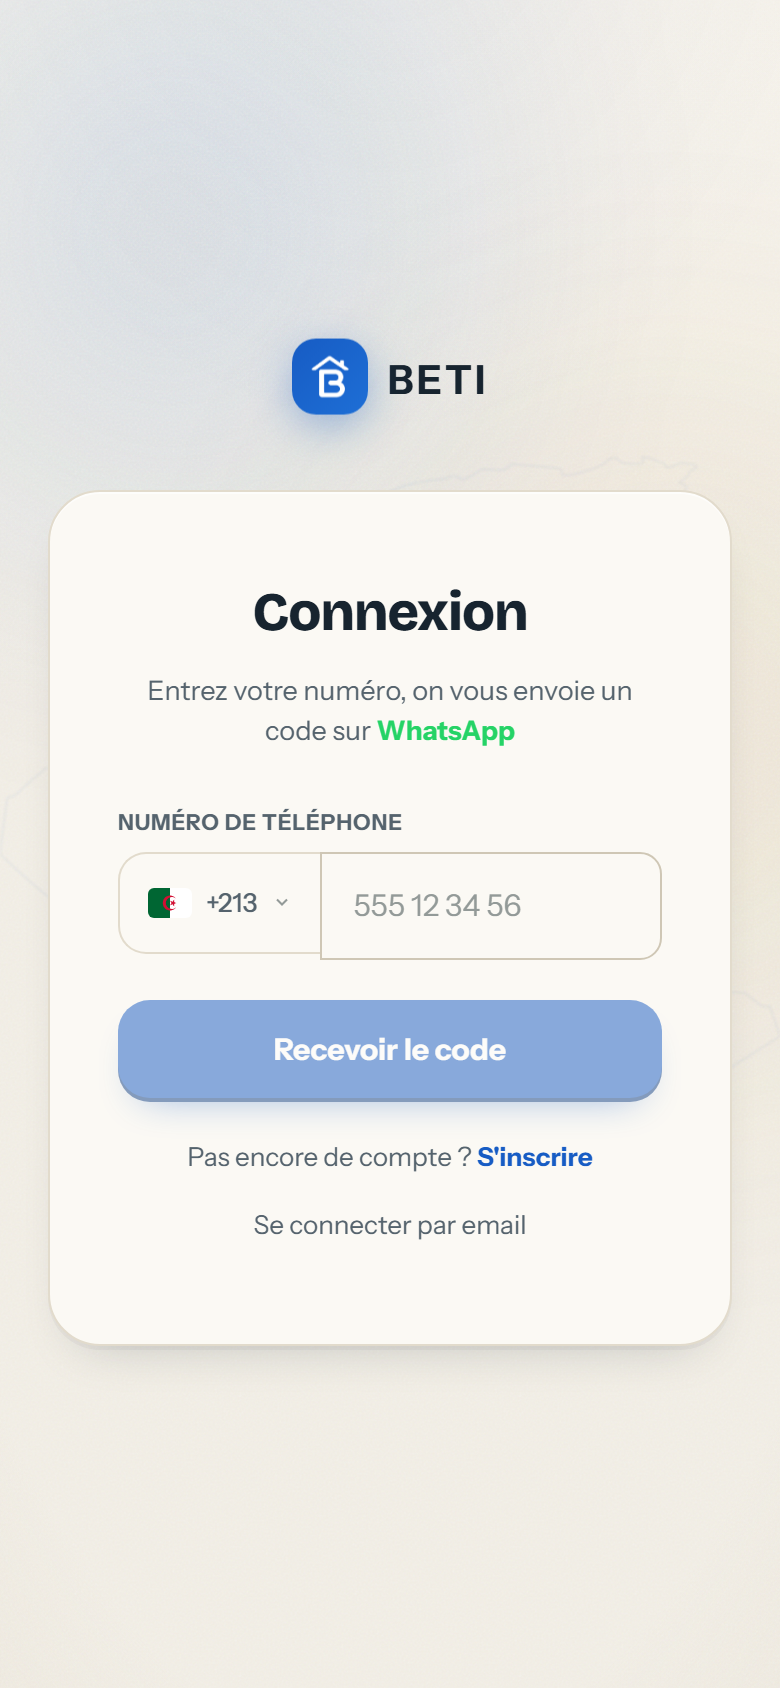 BETI
Connexion
Entrez votre numéro, on vous envoie un
code sur WhatsApp
NUMÉRO DE TÉLÉPHONE
+213
555 12 34 56
Recevoir le code
Pas encore de compte ? S'inscrire
Se connecter par email